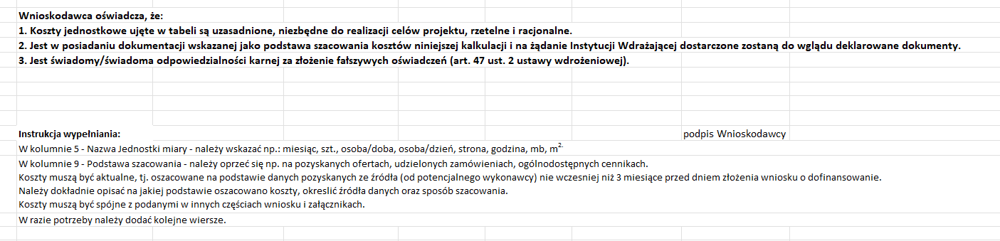 Wnioskodawca oświadcza, że:
1. Koszty jednostkowe ujęte w tabeli są uzasadnione, niezbędne do realizacji celów projektu, rzetelne i racjonalne.
2. Jest w posiadaniu dokumentacji wskazanej jako podstawa szacowania kosztów niniejszej kalkulacji i na żądanie Instytucji Wdrażającej dostarczone zostaną do wglądu deklarowane dokumenty.
3. Jest świadomy/świadoma odpowiedzialności karnej za złożenie fałszywych oświadczeń (art. 47 ust. 2 ustawy wdrożeniowej).
Instrukcja wypełniania: podpis Wnioskodawcy
W kolumnie 5 - Nazwa Jednostki miary - należy wskazać np.: miesiąc, szt., osoba/doba, osoba/dzień, strona, godzina, mb, m².
W kolumnie 9 - Podstawa szacowania - należy oprzeć się np. na pozyskanych ofertach, udzielonych zamówieniach, ogólnodostępnych cennikach.
Koszty muszą być aktualne, tj. oszacowane na podstawie danych pozyskanych ze źródła (od potencjalnego wykonawcy) nie wczesniej niż 3 miesiące przed dniem złożenia wniosku o dofinansowanie.
Należy dokładnie opisać na jakiej podstawie oszacowano koszty, okreslić źródła danych oraz sposób szacowania.
Koszty muszą być spójne z podanymi w innych częściach wniosku i załącznikach.
W razie potrzeby należy dodać kolejne wiersze.